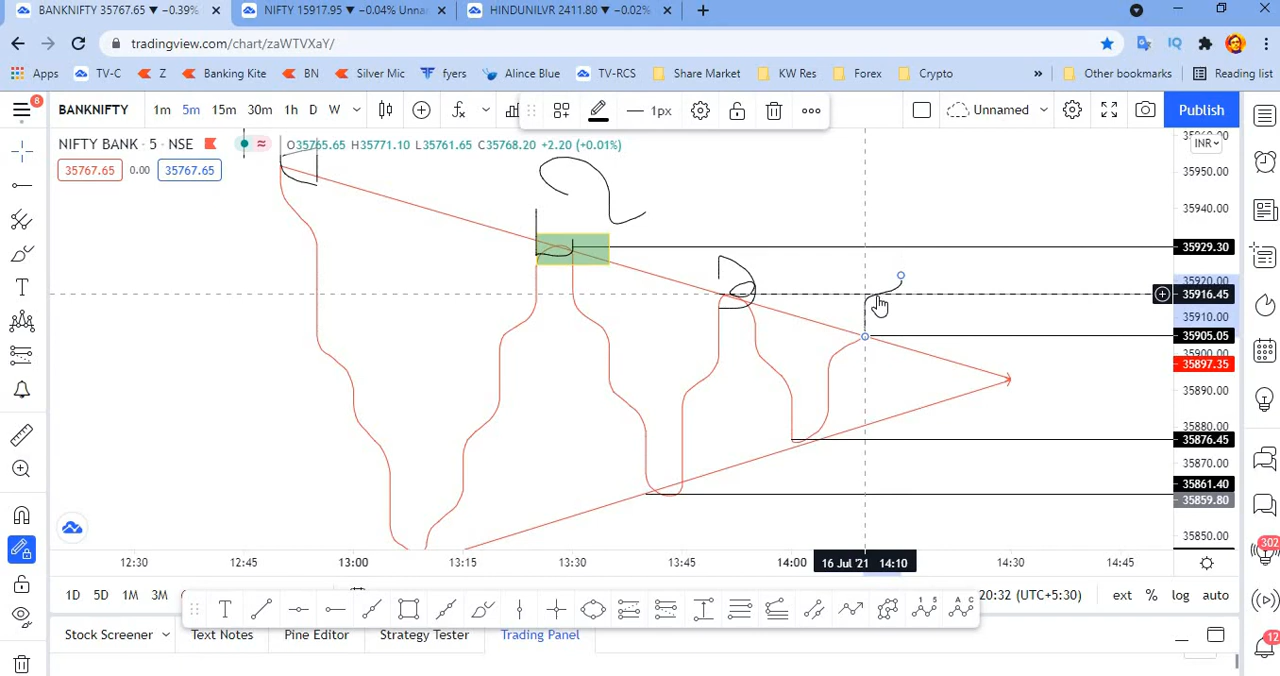 BANKNIFTY 35767.65 ▼ −0.39% × NIFTY 15917.95 ▼ −0.04% Unna × HINDUNILVR 2411.80 ▼ −0.02% × +
tradingview.com/chart/zaWTVXaY/
Apps TV-C Z Banking Kite BN Silver Mic fyers Alince Blue TV-RCS Share Market KW Res Forex Crypto » Other bookmarks Reading list
8 BANKNIFTY 1m 5m 15m 30m 1h D W 1px Unnamed Publish
NIFTY BANK · 5 · NSE O35765.65 H35771.10 L35761.65 C35768.20 +2.20 (+0.01%)
INR
35767.65 0.00 35767.65
35950.00
35940.00
35929.30
35920.00
35916.45
35910.00
35905.05
35900.00
35897.35
35890.00
35880.00
35876.45
35870.00
35861.40
35859.80
35850.00
302
12:30 12:45 13:00 13:15 13:30 13:45 14:00 16 Jul '21 14:10 14:30 14:45
1D 5D 1M 3M 20:32 (UTC+5:30) ext % log auto
Stock Screener Text Notes Pine Editor Strategy Tester Trading Panel
12